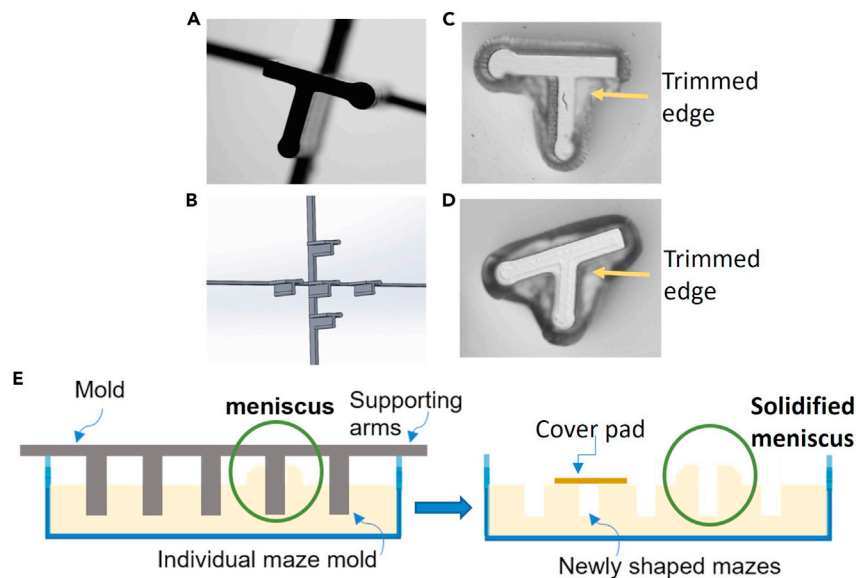 A
C
Trimmed
edge
B
D
Trimmed
edge
E
Mold
meniscus
Supporting
arms
Individual maze mold
Cover pad
Solidified
meniscus
Newly shaped mazes